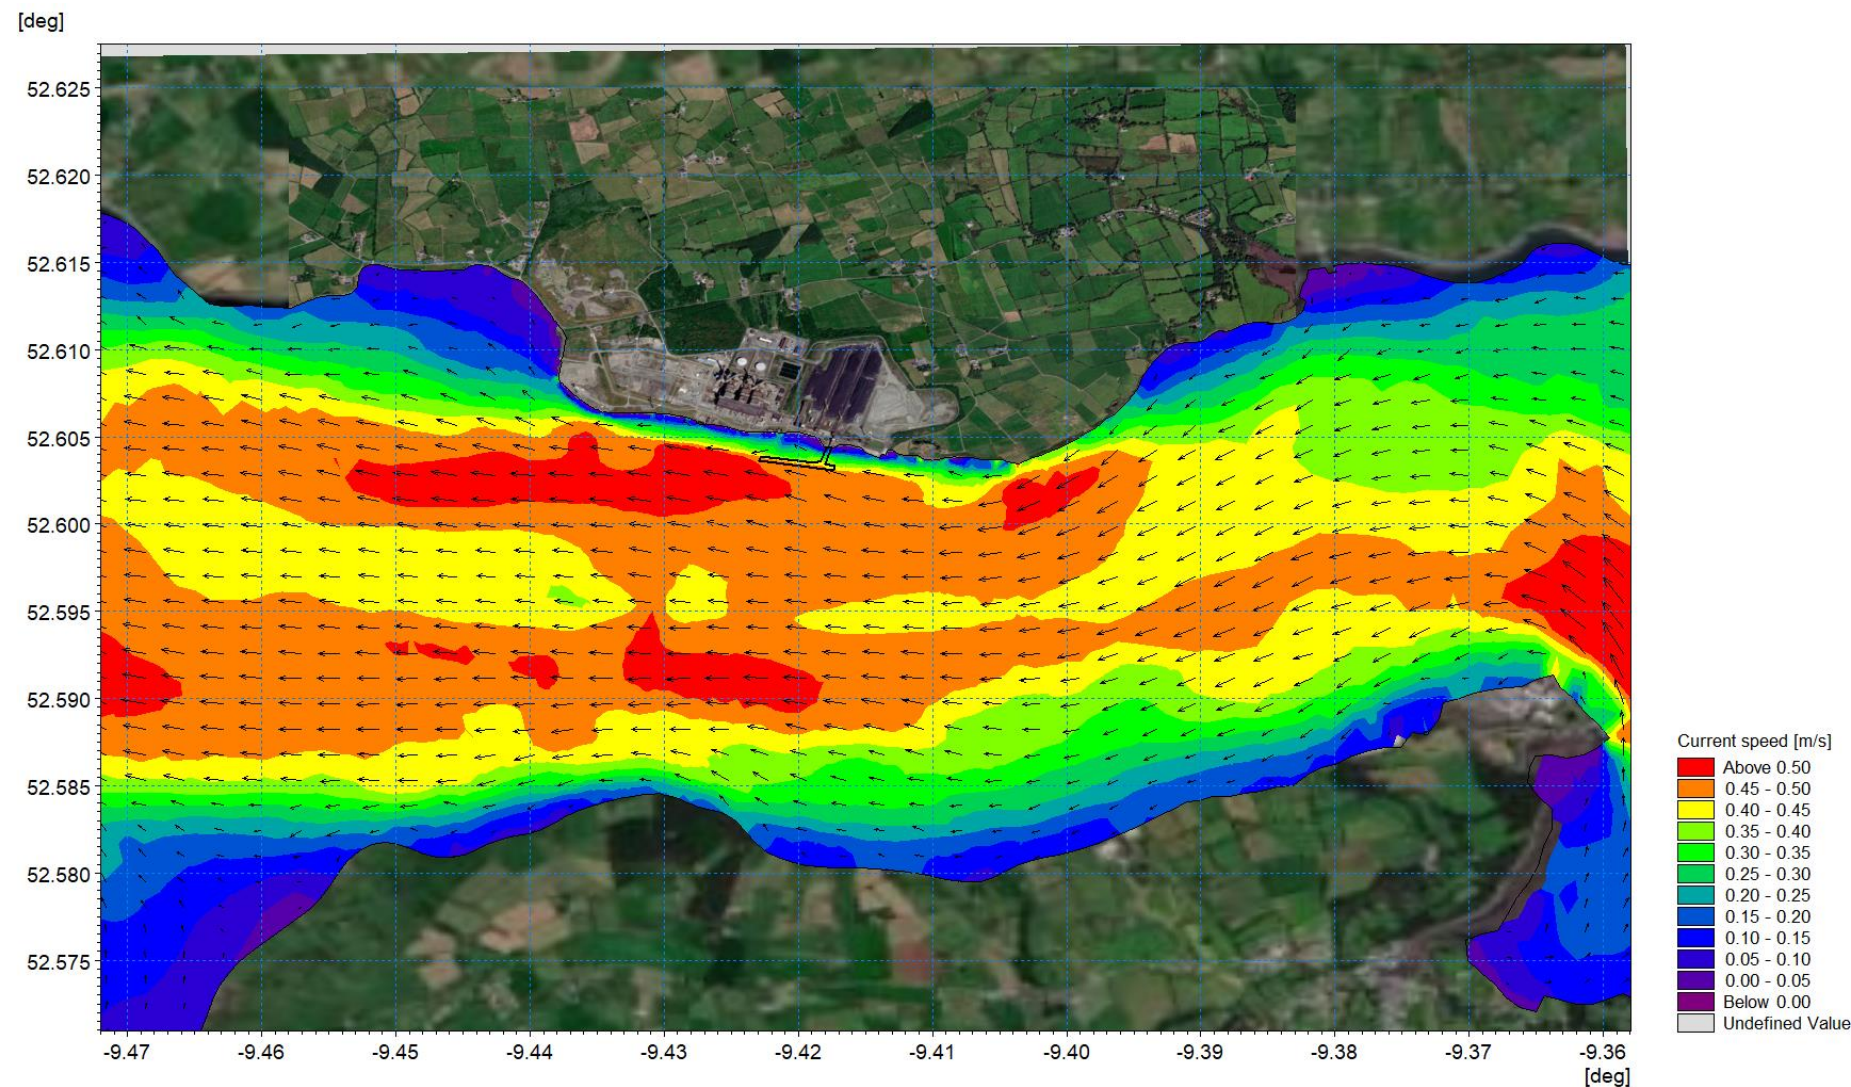 [deg]
52.625
52.620
52.615
52.610
52.605
52.600
52.595
52.590
52.585
52.580
52.575
-9.47
-9.46
-9.45
-9.44
-9.43
-9.42
-9.41
-9.40
-9.39
-9.38
-9.37
-9.36
[deg]
Current speed [m/s]
Above 0.50
0.45 - 0.50
0.40 - 0.45
0.35 - 0.40
0.30 - 0.35
0.25 - 0.30
0.20 - 0.25
0.15 - 0.20
0.10 - 0.15
0.05 - 0.10
0.00 - 0.05
Below 0.00
Undefined Value